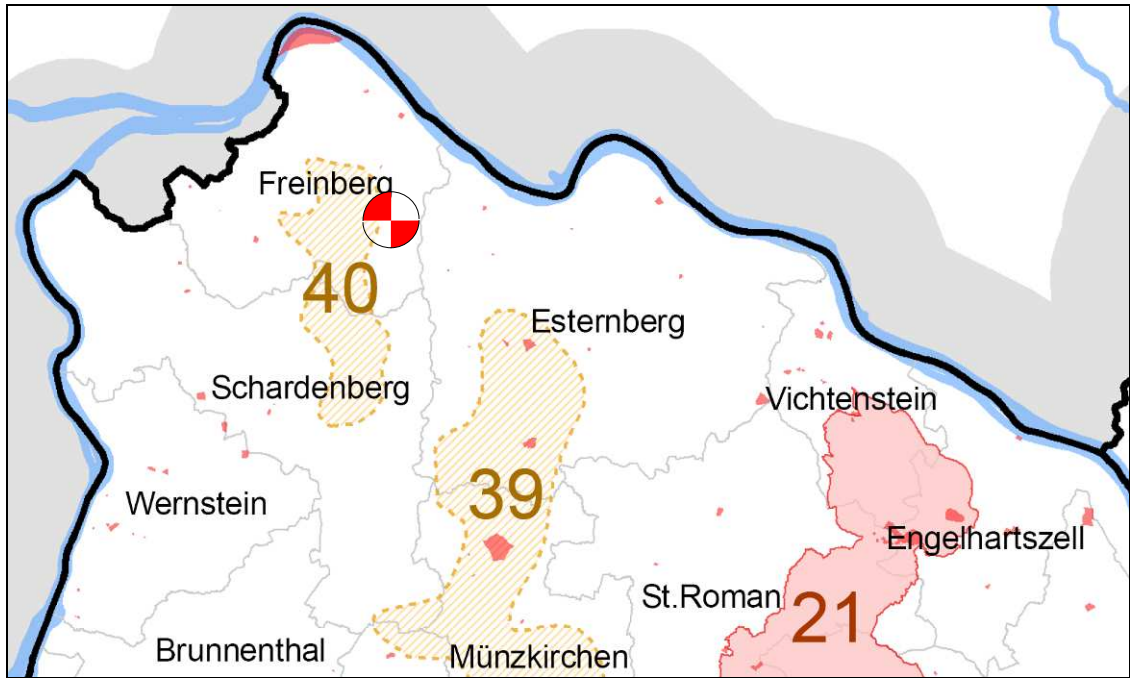 Freinberg
40
Esternberg
Schardenberg
Vichtenstein
39
Wernstein
Engelhartszell
St.Roman
21
Brunnenthal
Münzkirchen